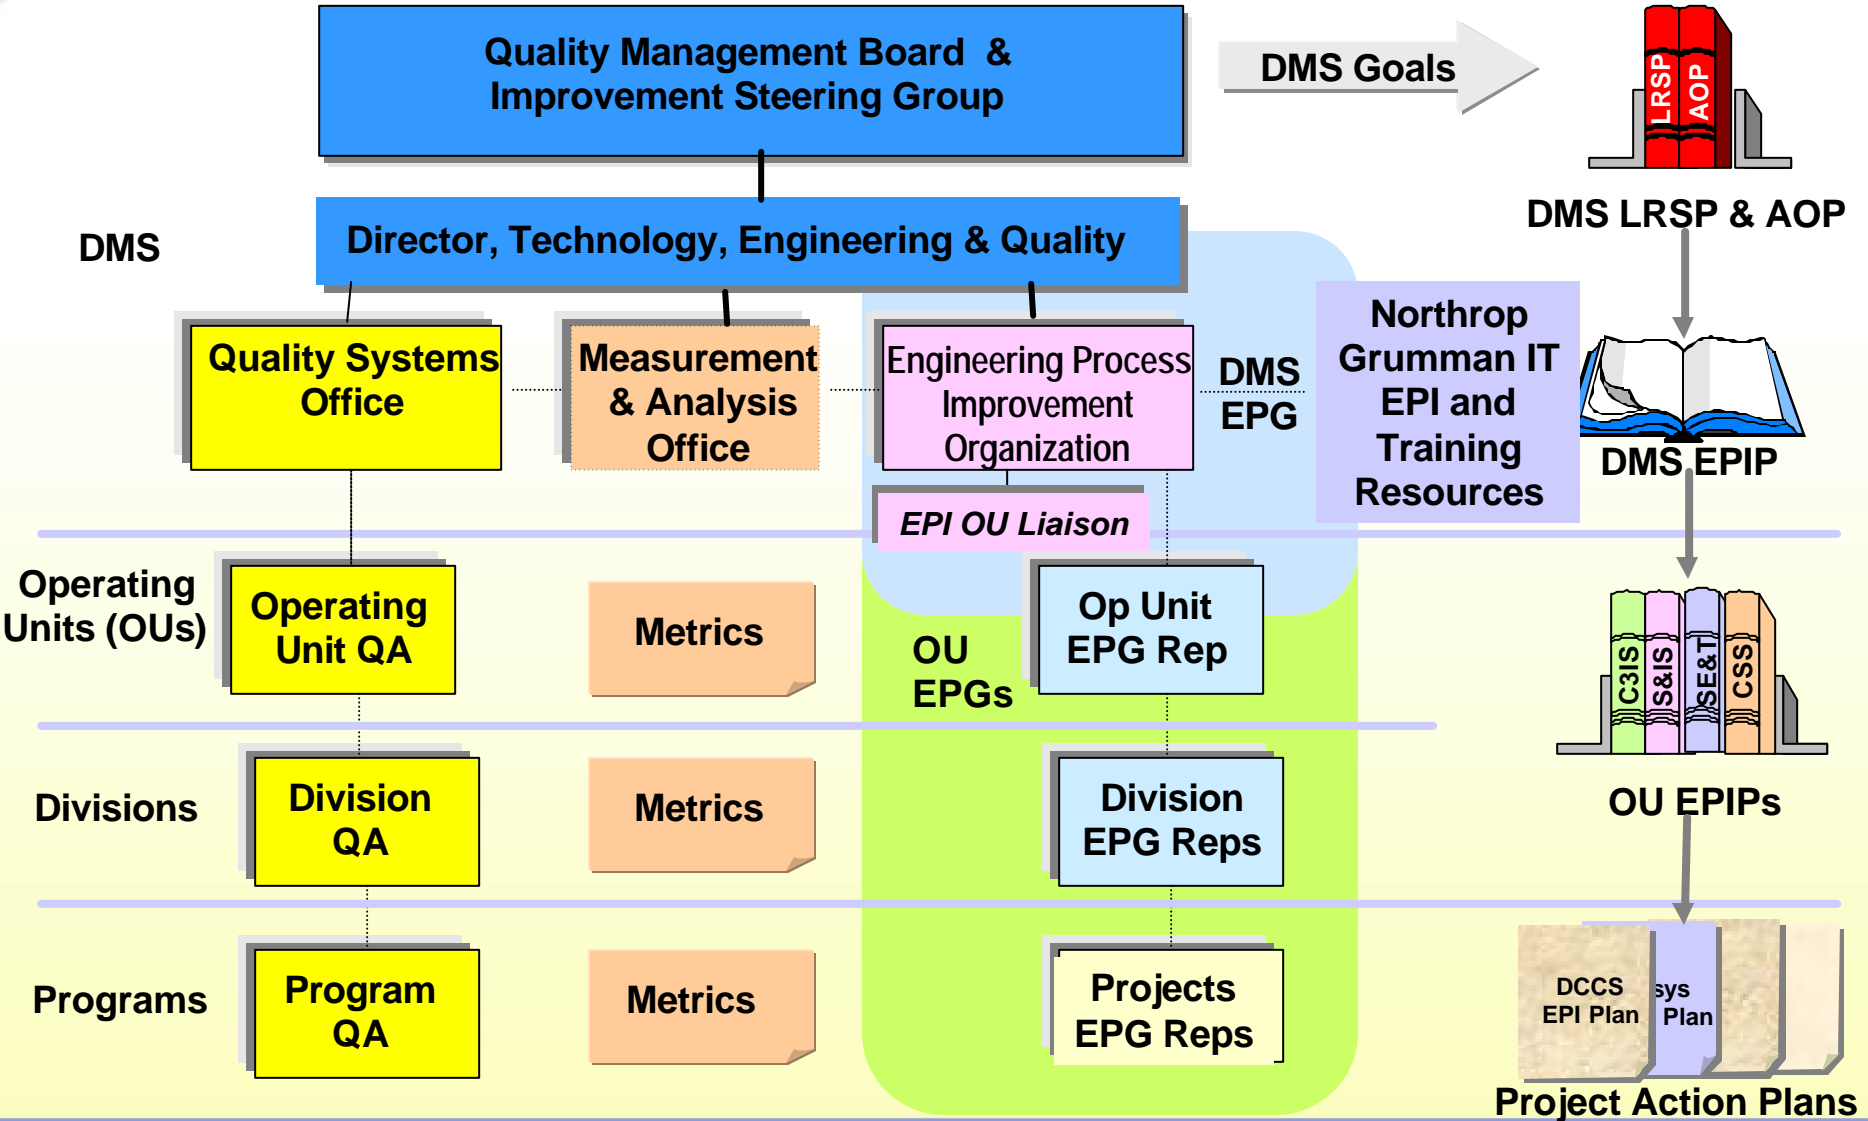 Quality Management Board &
Improvement Steering Group
DMS Goals
LRSP
AOP
DMS LRSP & AOP
DMS
Director, Technology, Engineering & Quality
Quality Systems
Office
Measurement
& Analysis
Office
Engineering Process
Improvement
Organization
DMS
EPG
Northrop
Grumman IT
EPI and
Training
Resources
DMS EPIP
EPI OU Liaison
Operating
Units (OUs)
Operating
Unit QA
Metrics
OU
EPGs
Op Unit
EPG Rep
C3IS
S&IS
SE&T
CSS
OU EPIPs
Divisions
Division
QA
Metrics
Division
EPG Reps
Programs
Program
QA
Metrics
Projects
EPG Reps
DCCS
EPI Plan
sys
Plan
Project Action Plans